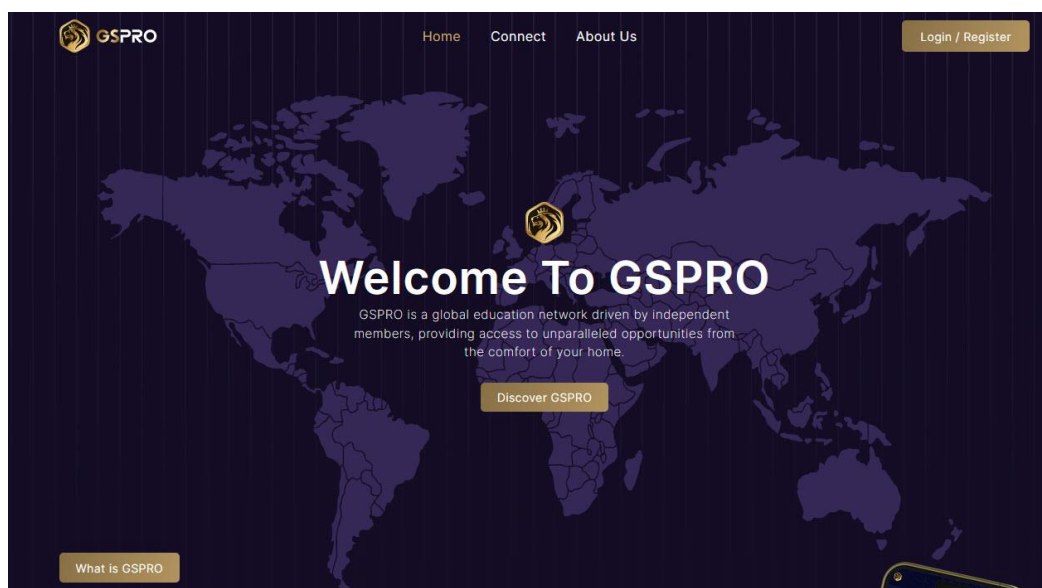 GSPRO
Home
Connect
About Us
Login / Register
Welcome To GSPRO
GSPRO is a global education network driven by independent
members, providing access to unparalleled opportunities from
the comfort of your home.
Discover GSPRO
What is GSPRO